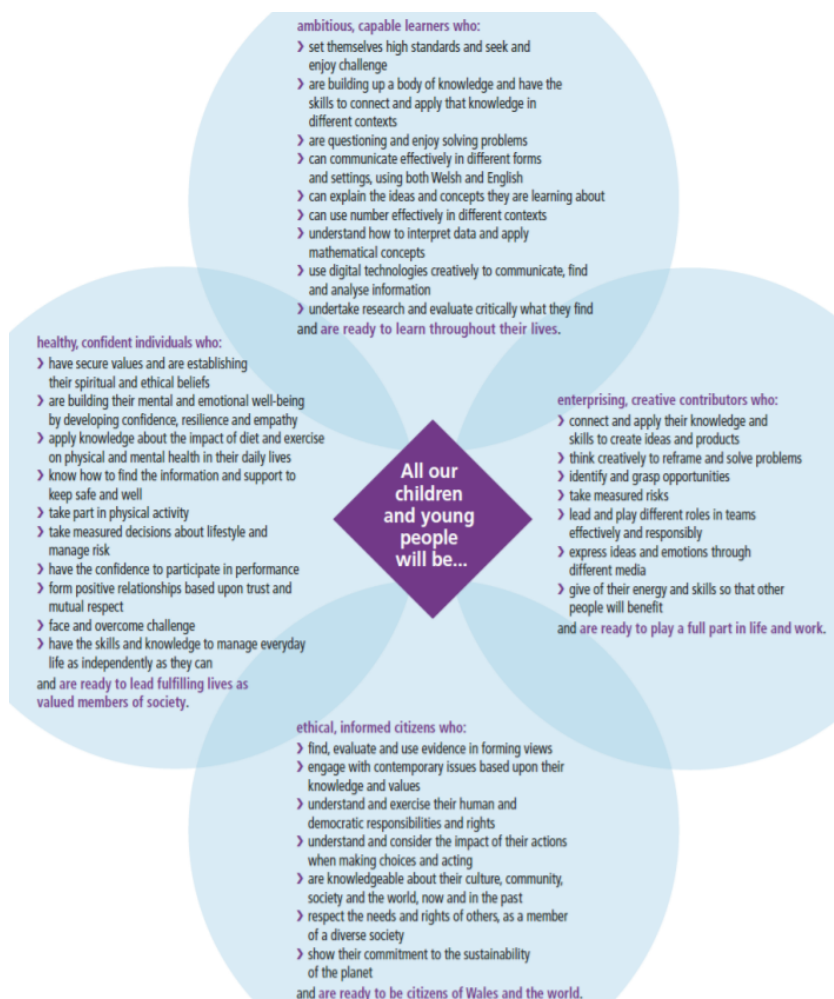 ambitious, capable learners who:
❯ set themselves high standards and seek and
enjoy challenge
❯ are building up a body of knowledge and have the
skills to connect and apply that knowledge in
different contexts
❯ are questioning and enjoy solving problems
❯ can communicate effectively in different forms
and settings, using both Welsh and English
❯ can explain the ideas and concepts they are learning about
❯ can use number effectively in different contexts
❯ understand how to interpret data and apply
mathematical concepts
❯ use digital technologies creatively to communicate, find
and analyse information
❯ undertake research and evaluate critically what they find
and are ready to learn throughout their lives.
healthy, confident individuals who:
❯ have secure values and are establishing
their spiritual and ethical beliefs
❯ are building their mental and emotional well-being
by developing confidence, resilience and empathy
❯ apply knowledge about the impact of diet and exercise
on physical and mental health in their daily lives
❯ know how to find the information and support to
keep safe and well
❯ take part in physical activity
❯ take measured decisions about lifestyle and
manage risk
❯ have the confidence to participate in performance
❯ form positive relationships based upon trust and
mutual respect
❯ face and overcome challenge
❯ have the skills and knowledge to manage everyday
life as independently as they can
and are ready to lead fulfilling lives as
valued members of society.
All our
children
and young
people
will be...
enterprising, creative contributors who:
❯ connect and apply their knowledge and
skills to create ideas and products
❯ think creatively to reframe and solve problems
❯ identify and grasp opportunities
❯ take measured risks
❯ lead and play different roles in teams
effectively and responsibly
❯ express ideas and emotions through
different media
❯ give of their energy and skills so that other
people will benefit
and are ready to play a full part in life and work.
ethical, informed citizens who:
❯ find, evaluate and use evidence in forming views
❯ engage with contemporary issues based upon their
knowledge and values
❯ understand and exercise their human and
democratic responsibilities and rights
❯ understand and consider the impact of their actions
when making choices and acting
❯ are knowledgeable about their culture, community,
society and the world, now and in the past
❯ respect the needs and rights of others, as a member
of a diverse society
❯ show their commitment to the sustainability
of the planet
and are ready to be citizens of Wales and the world.